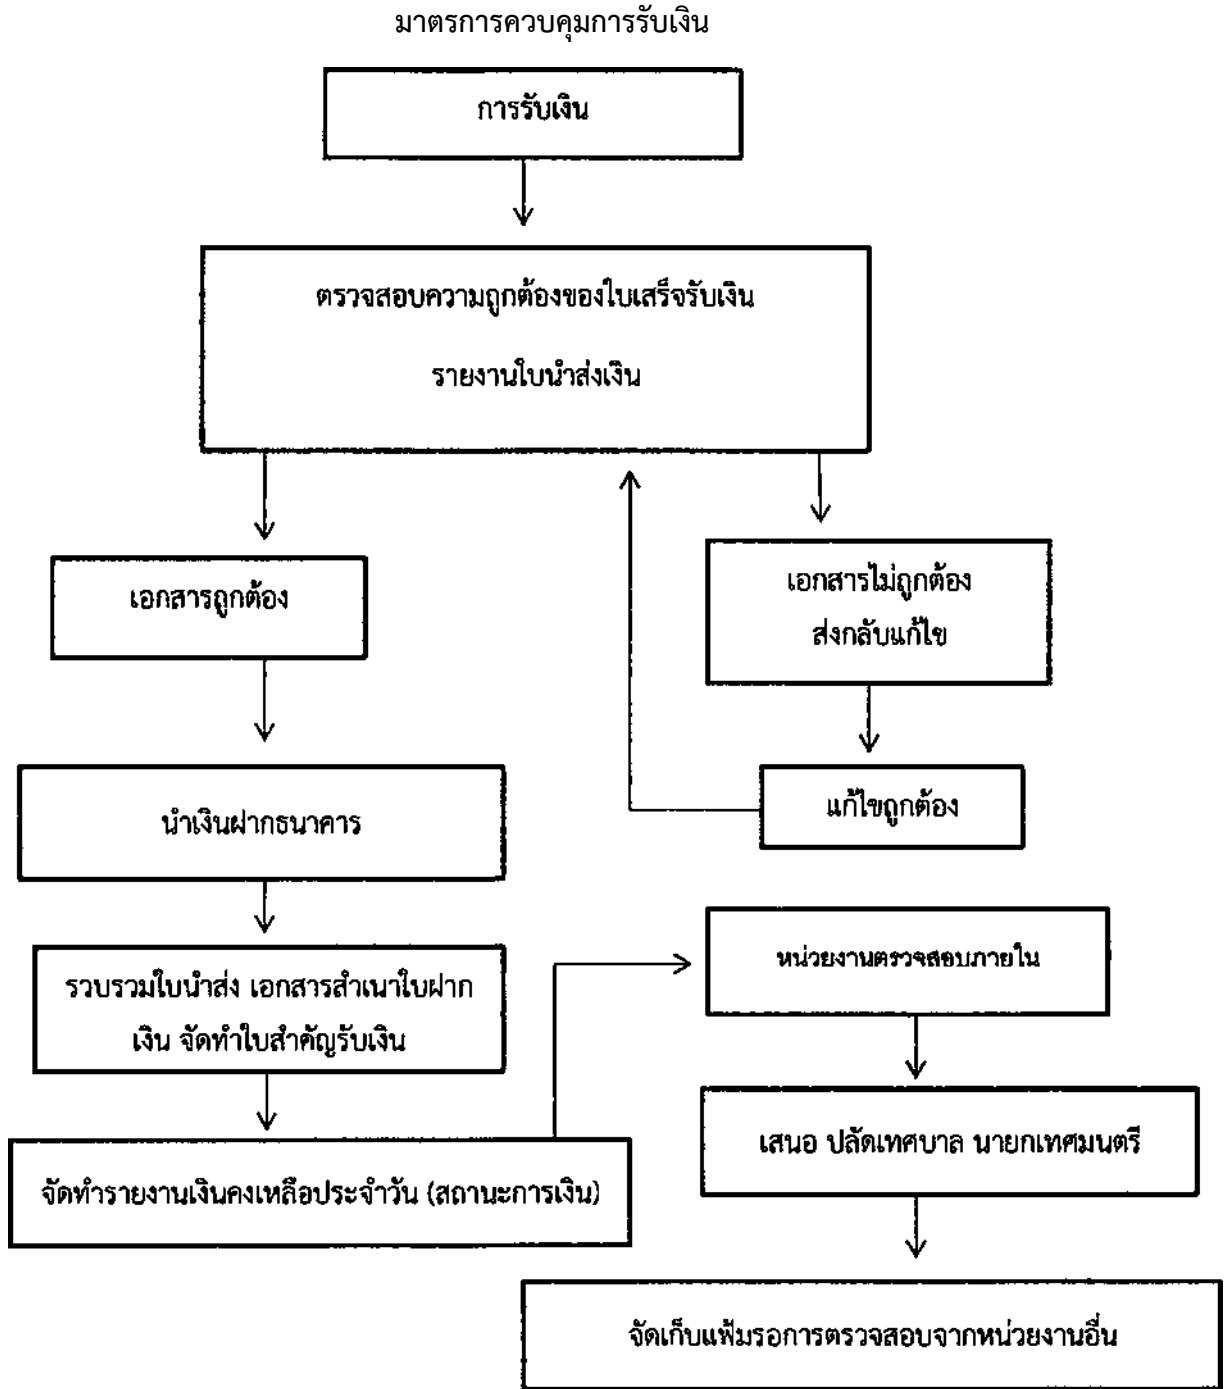 มาตรการควบคุมการรับเงิน
การรับเงิน
ตรวจสอบความถูกต้องของใบเสร็จรับเงิน
รายงานใบนำส่งเงิน
เอกสารถูกต้อง
เอกสารไม่ถูกต้อง
ส่งกลับแก้ไข
แก้ไขถูกต้อง
นำเงินฝากธนาคาร
รวบรวมใบนำส่ง เอกสารสำเนาใบฝาก
เงิน จัดทำใบสำคัญรับเงิน
จัดทำรายงานเงินคงเหลือประจำวัน (สถานะการเงิน)
หน่วยงานตรวจสอบภายใน
เสนอ ปลัดเทศบาล นายกเทศมนตรี
จัดเก็บแฟ้มรอการตรวจสอบจากหน่วยงานอื่น